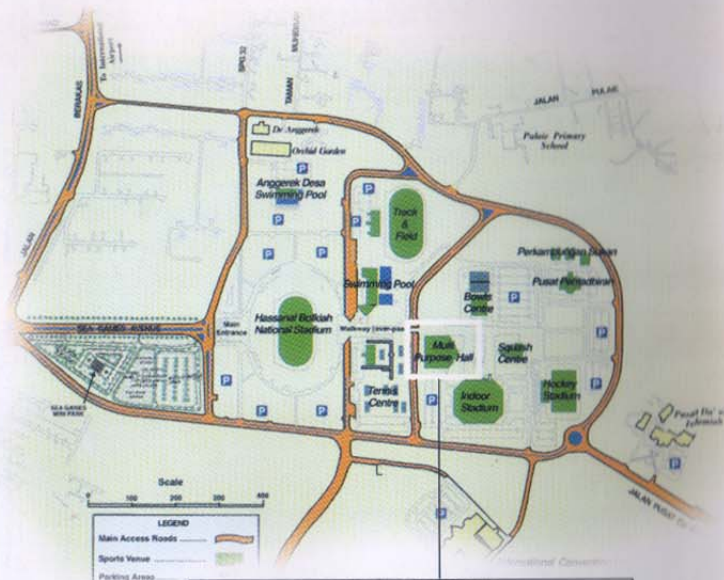 To International
Airport
BERAKAS
JALAN
SPG 32
TAMAN
JALAN
PULAIE
Pulaie Primary
School
De Anggerek
Orchid Garden
P
Anggerek Desa
Swimming Pool
P
P
P
P
P
Track
&
Field
P
Swimming Pool
Perkampungan Sukan
Pusat Persidangan
Bowls
Centre
P
P
SEA GAMES AVENUE
Main
Entrance
Hassanal Bolkiah
National Stadium
Walkway
Multi
Purpose Hall
Squash
Centre
SEA GAMES
MINI PARK
P
P
P
Tennis
Centre
P
Indoor
Stadium
Hockey
Stadium
P
Pusat Da'
Islamiah
P
JALAN PUSAT
P
International Convention
Scale
0 100 200 300 400
LEGEND
Main Access Roads
Sports Venue
Parking Areas